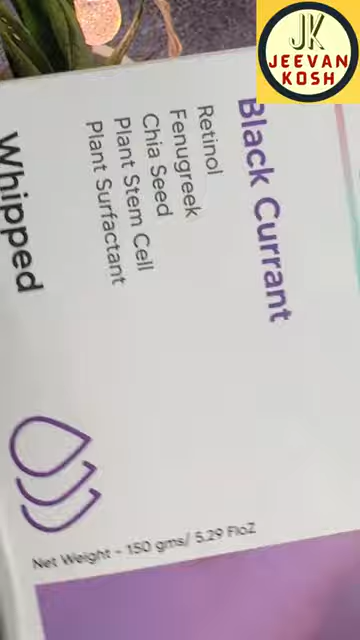 JK
JEEVAN
KOSH
Black Currant
Retinol
Fenugreek
Chia Seed
Plant Stem Cell
Plant Surfactant
Whipped
Net Weight - 150 gms/ 5.29 FloZ